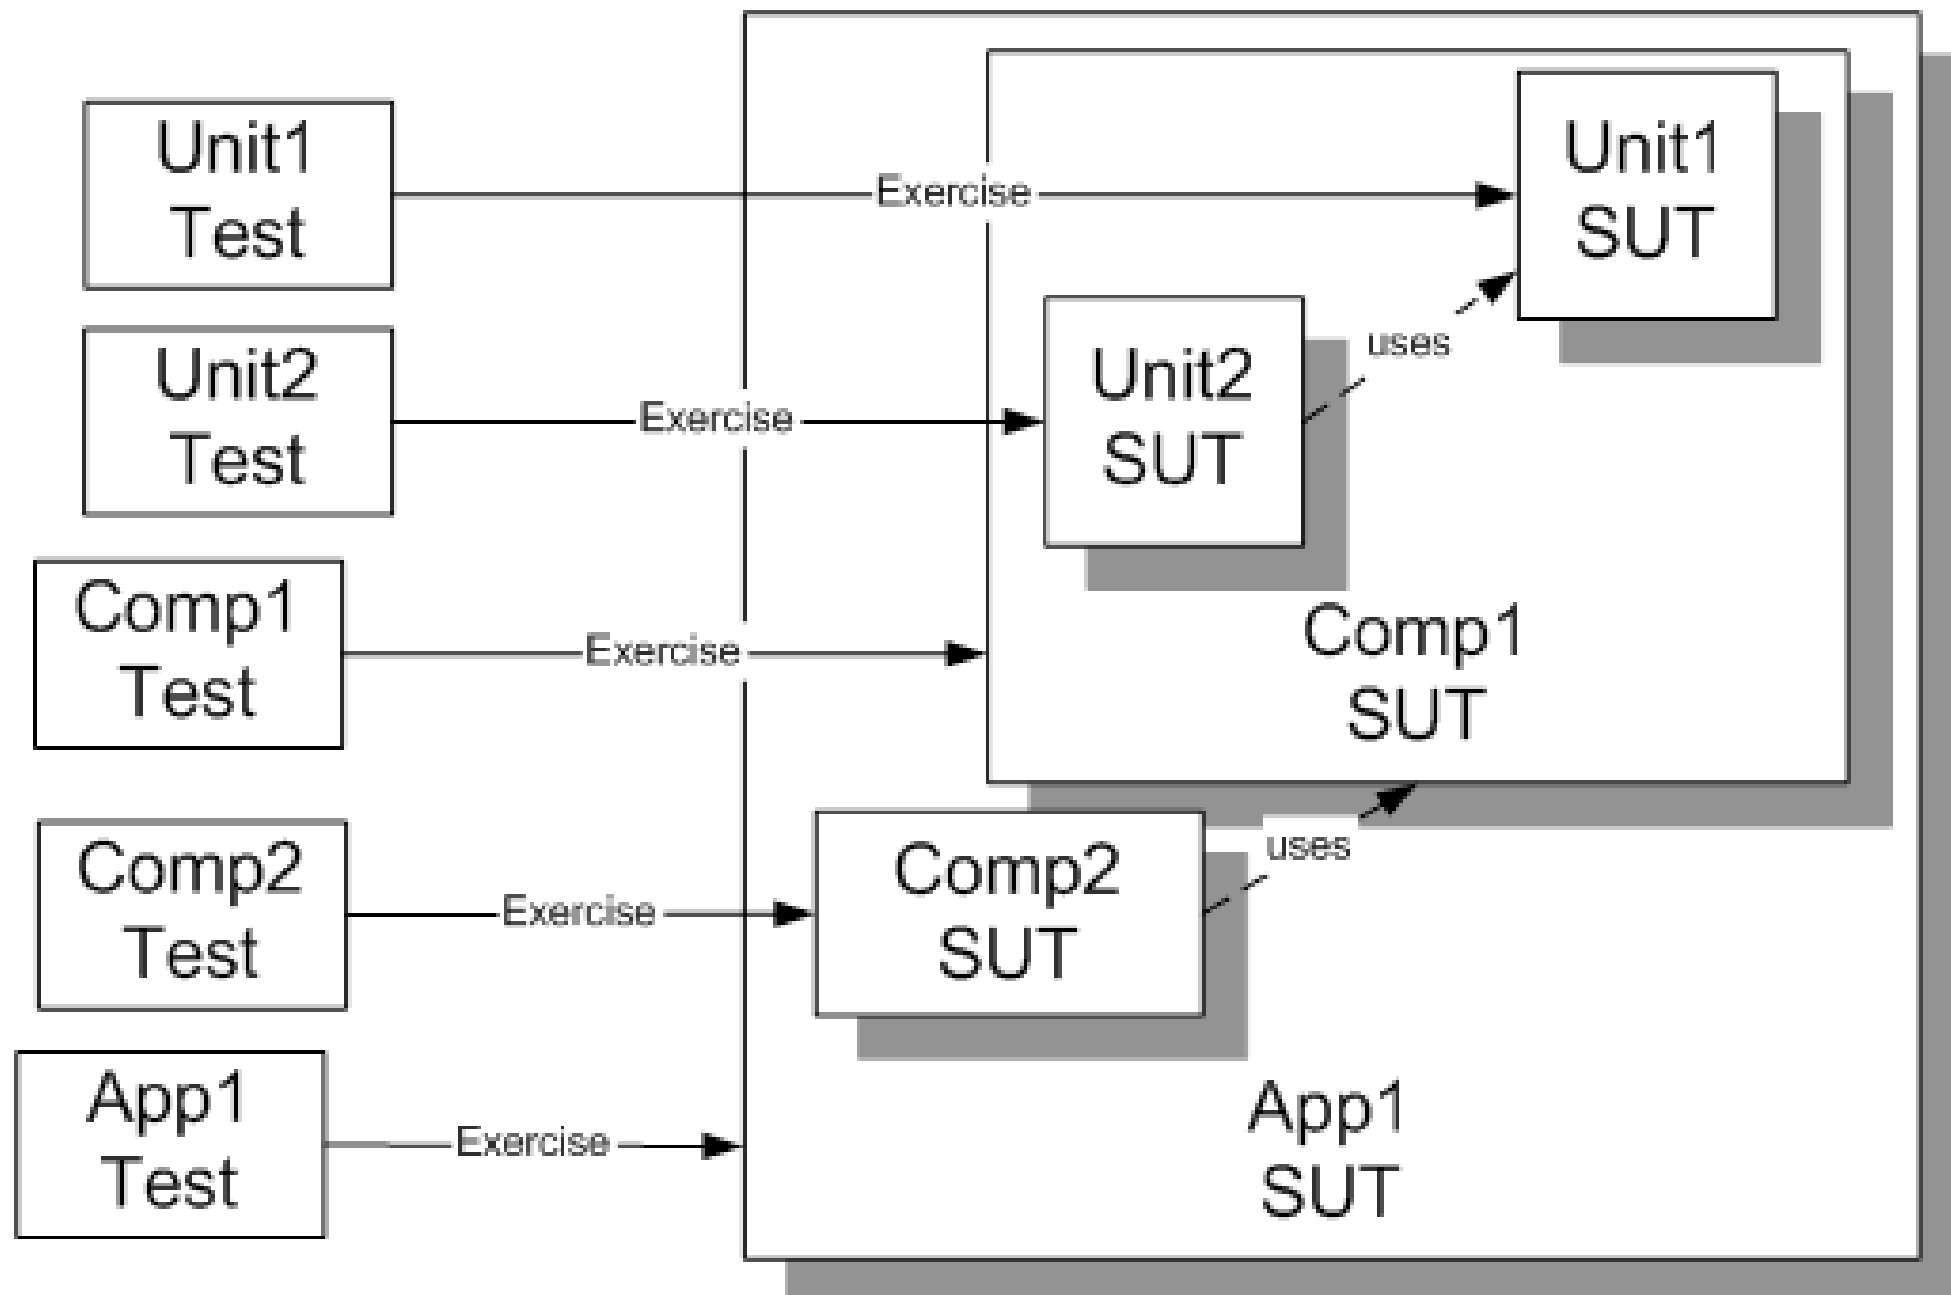 Unit1
Test
Exercise
Unit1
SUT
Unit2
Test
Exercise
Unit2
SUT
uses
Comp1
Test
Exercise
Comp1
SUT
Comp2
Test
Exercise
Comp2
SUT
uses
App1
Test
Exercise
App1
SUT